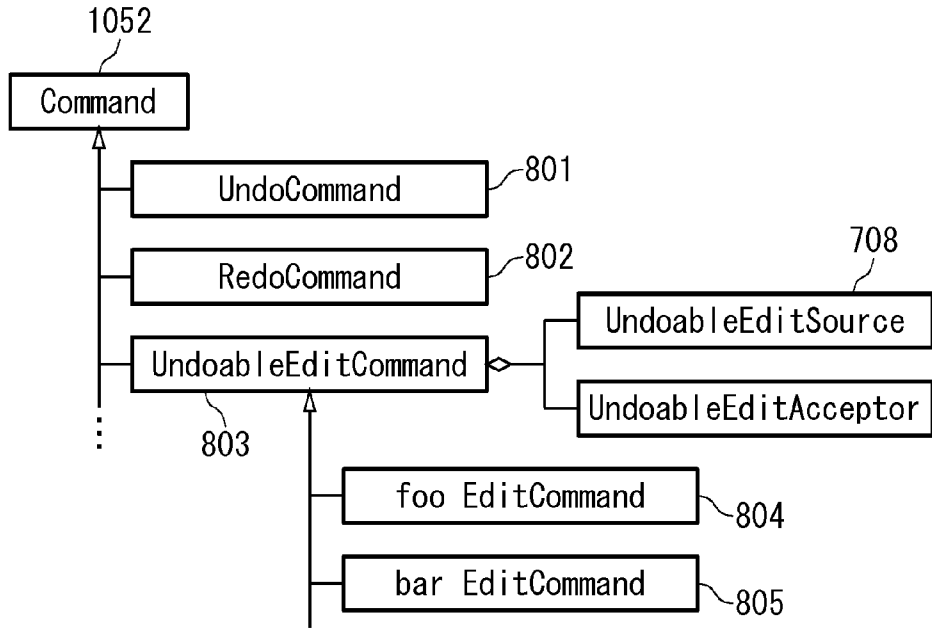 1052
Command
UndoCommand
801
RedoCommand
802
708
UndoableEditSource
UndoableEditCommand
UndoableEditAcceptor
803
foo EditCommand
804
bar EditCommand
805